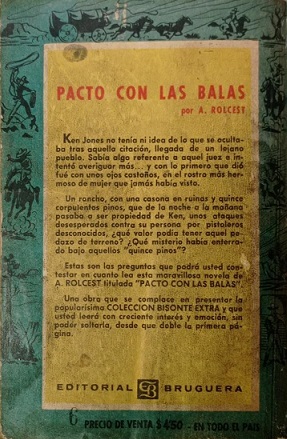 PACTO CON LAS BALAS
por A. ROLCEST
Ken Jones no tenía ni idea de lo que se oculta-
ba tras aquella citación, llegada de un lejano
pueblo. Sabía algo referente a aquel juez e in-
tentó averiguar más... y con lo primero que dió
fué con unos ojos castaños, en el rostro más her-
moso de mujer que jamás había visto.
Un rancho, con una casona en ruinas y quince
corpulentos pinos, que de la noche a la mañana
pasaba a ser propiedad de Ken, unos ataques
desesperados contra su persona por pistoleros
desconocidos, ¿qué valor podía tener aquel pe-
dazo de terreno? ¿Qué misterio había enterra-
do bajo aquellos "quince pinos"?
Estas son las preguntas que podrá usted con-
testar en cuanto lea esta maravillosa novela de
A. ROLCEST titulada "PACTO CON LAS BALAS".
Una obra que se complace en presentar la
popularísima COLECCION BISONTE EXTRA y que
usted leerá con creciente interés y emoción, sin
poder soltarla, desde que doble la primera pá-
gina.
EDITORIAL B BRUGUERA
6 PRECIO DE VENTA $ 4'50 - EN TODO EL PAIS